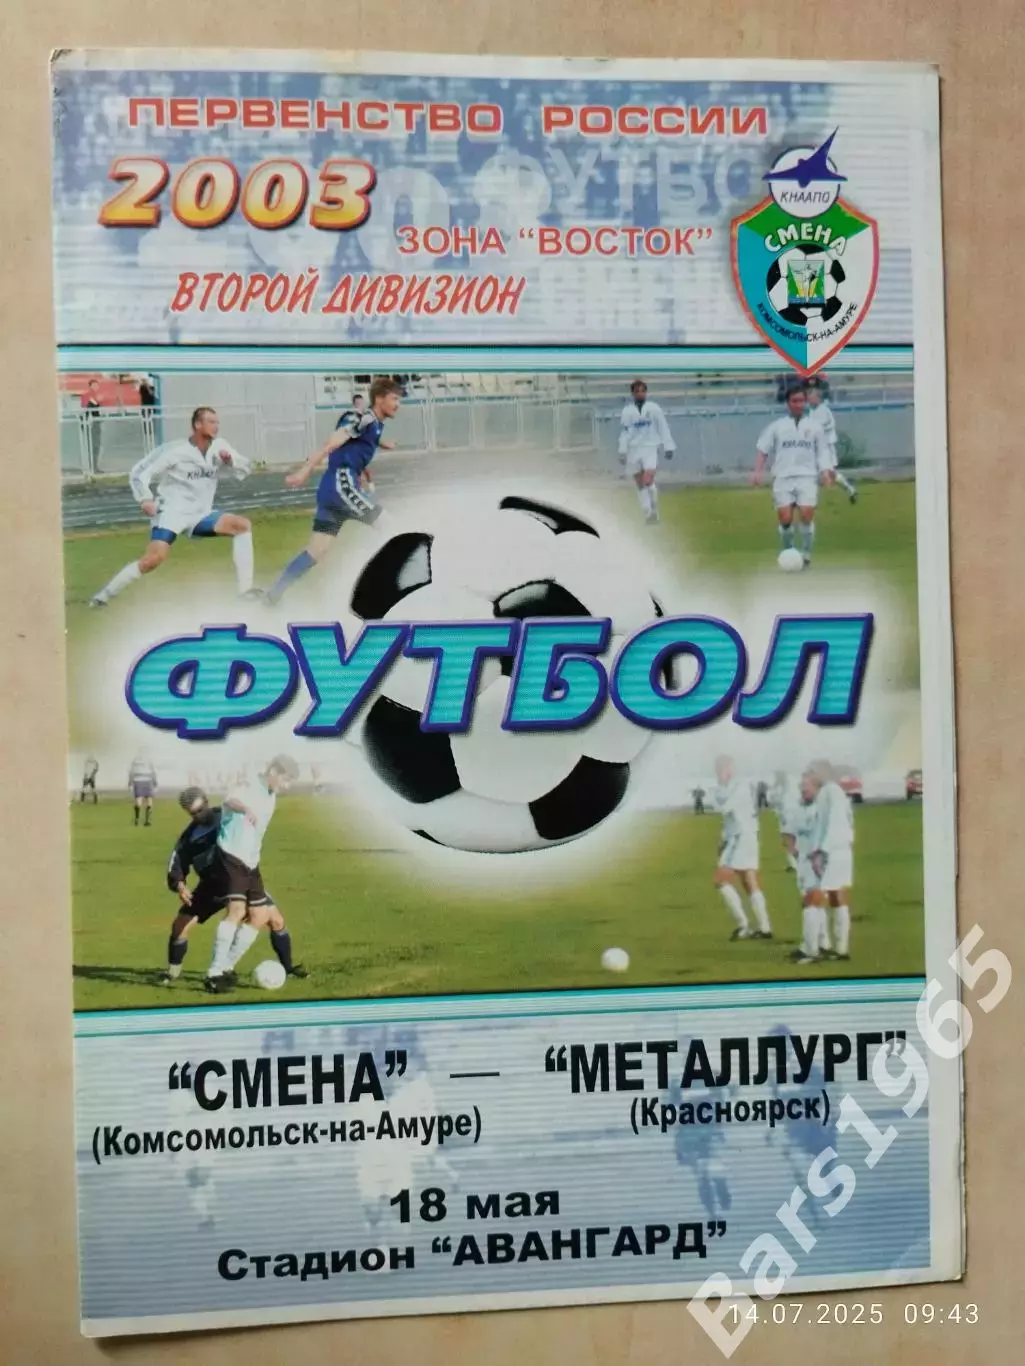 ПЕРВЕНСТВО РОССИИ
2003
ЗОНА “ВОСТОК”
ВТОРОЙ ДИВИЗИОН
КНААПО
СМЕНА
КОМСОМОЛЬСК-НА-АМУРЕ
ФУТБОЛ
“СМЕНА” — “МЕТАЛЛУРГ”
(Комсомольск-на-Амуре) (Красноярск)
18 мая
Стадион “АВАНГАРД”
Bars1965
14.07.2025 09:43